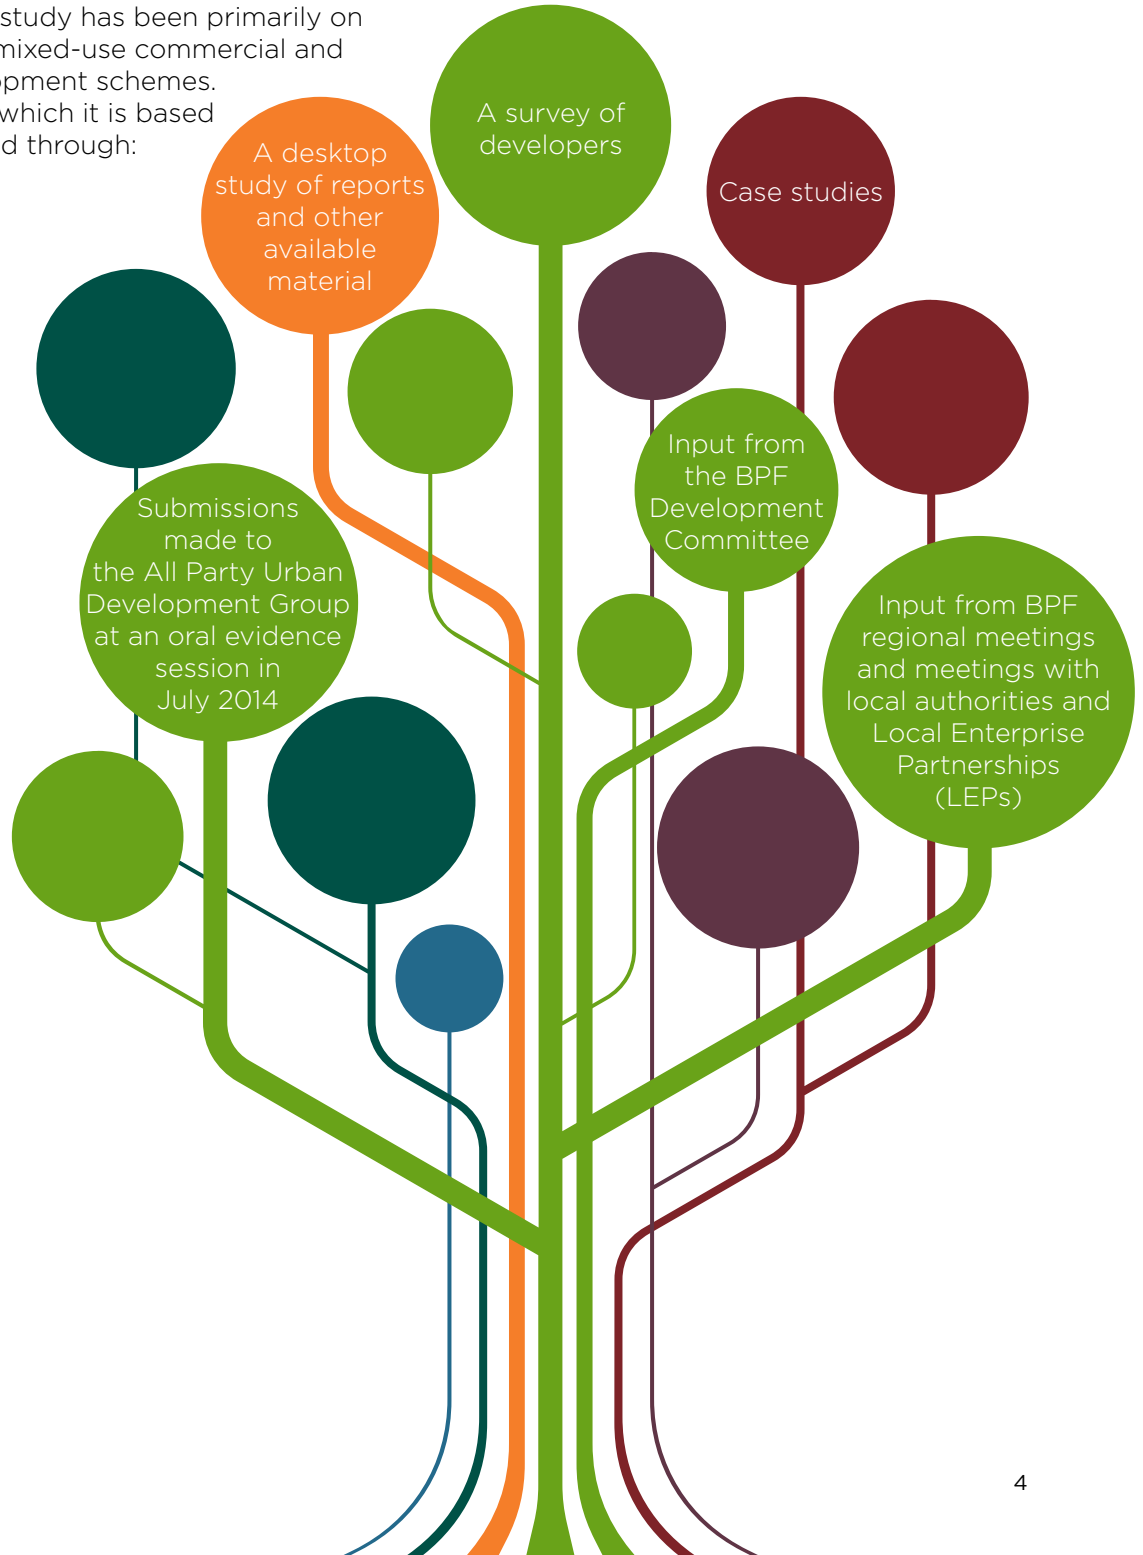 study has been primarily on
mixed-use commercial and
opment schemes.
which it is based
d through:
A desktop
study of reports
and other
available
material
A survey of
developers
Case studies
Submissions
made to
the All Party Urban
Development Group
at an oral evidence
session in
July 2014
Input from
the BPF
Development
Committee
Input from BPF
regional meetings
and meetings with
local authorities and
Local Enterprise
Partnerships
(LEPs)
4